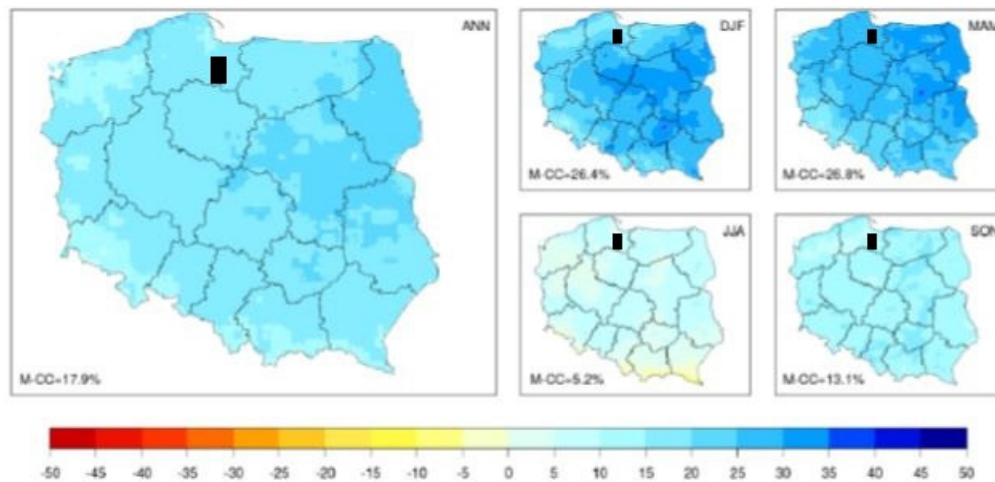 ANN
M-CC=17.9%
DJF
M-CC=26.4%
MAM
M-CC=26.8%
JJA
M-CC=5.2%
SON
M-CC=13.1%
-50 -45 -40 -35 -30 -25 -20 -15 -10 -5 0 5 10 15 20 25 30 35 40 45 50